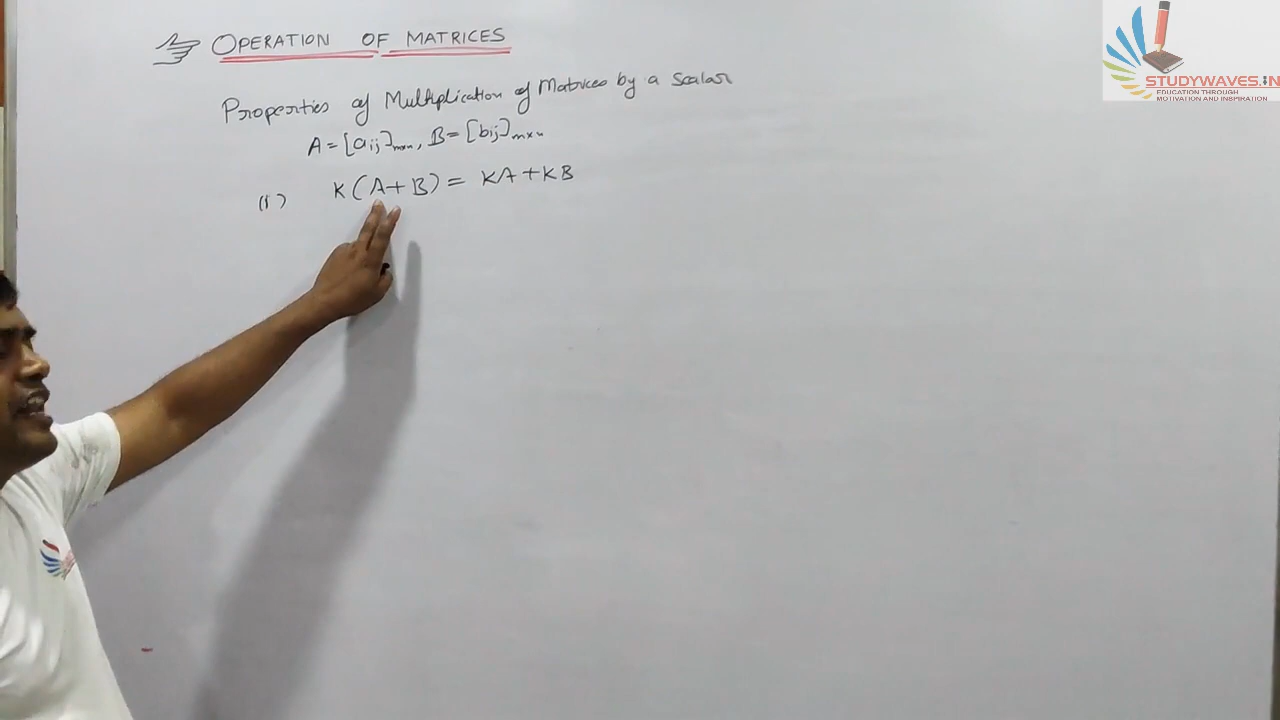 OPERATION OF MATRICES
Properties of Multiplication of Matrices by a scalar
A = [aij]m×n, B = [bij]m×n
(1) K(A+B) = KA+KB
STUDYWAVES.IN
EDUCATION THROUGH
MOTIVATION AND INSPIRATION